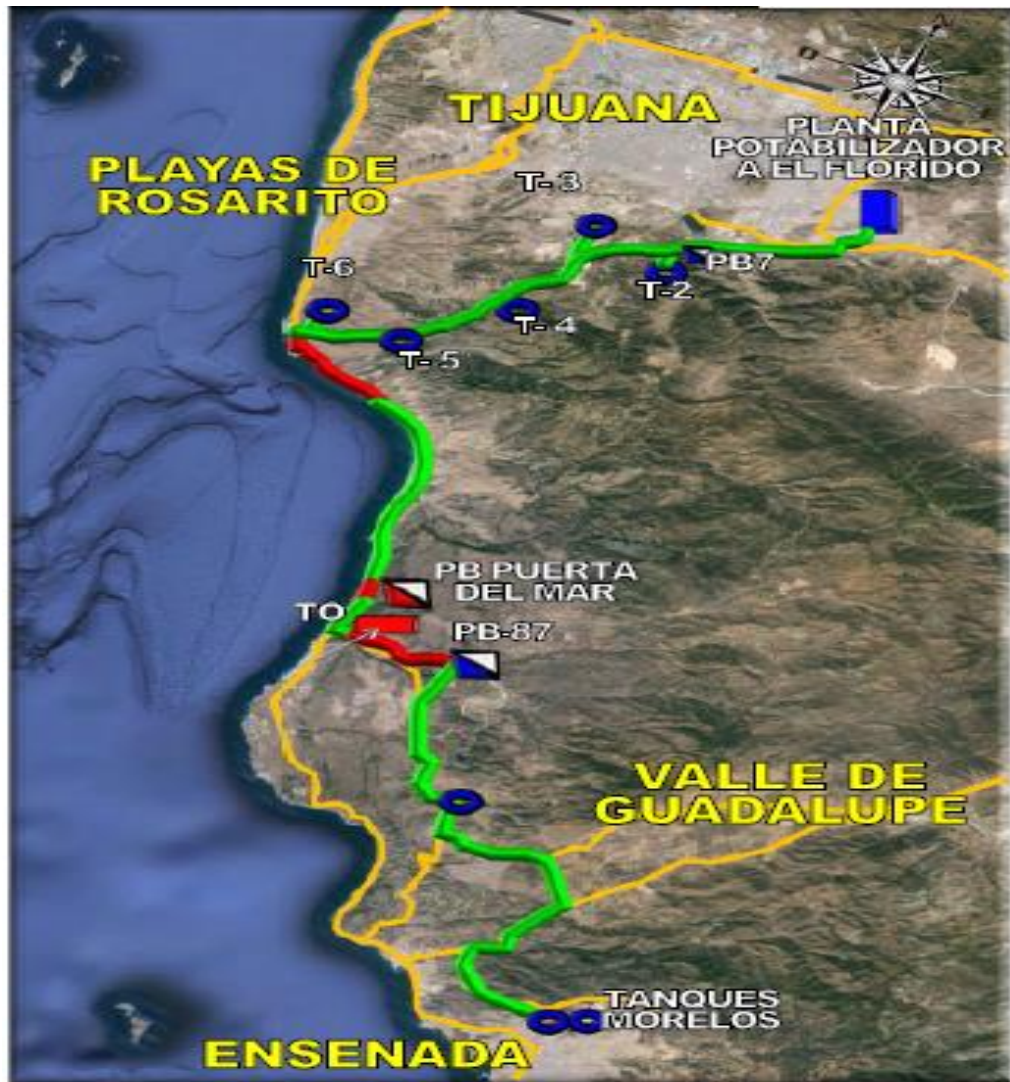 TIJUANA
PLANTA
POTABILIZADOR
A EL FLORIDO
PLAYAS DE
ROSARITO
T- 3
T-6
PB7
T-2
T- 4
T- 5
PB PUERTA
DEL MAR
TO
PB-87
VALLE DE
GUADALUPE
TANQUES
MORELOS
ENSENADA